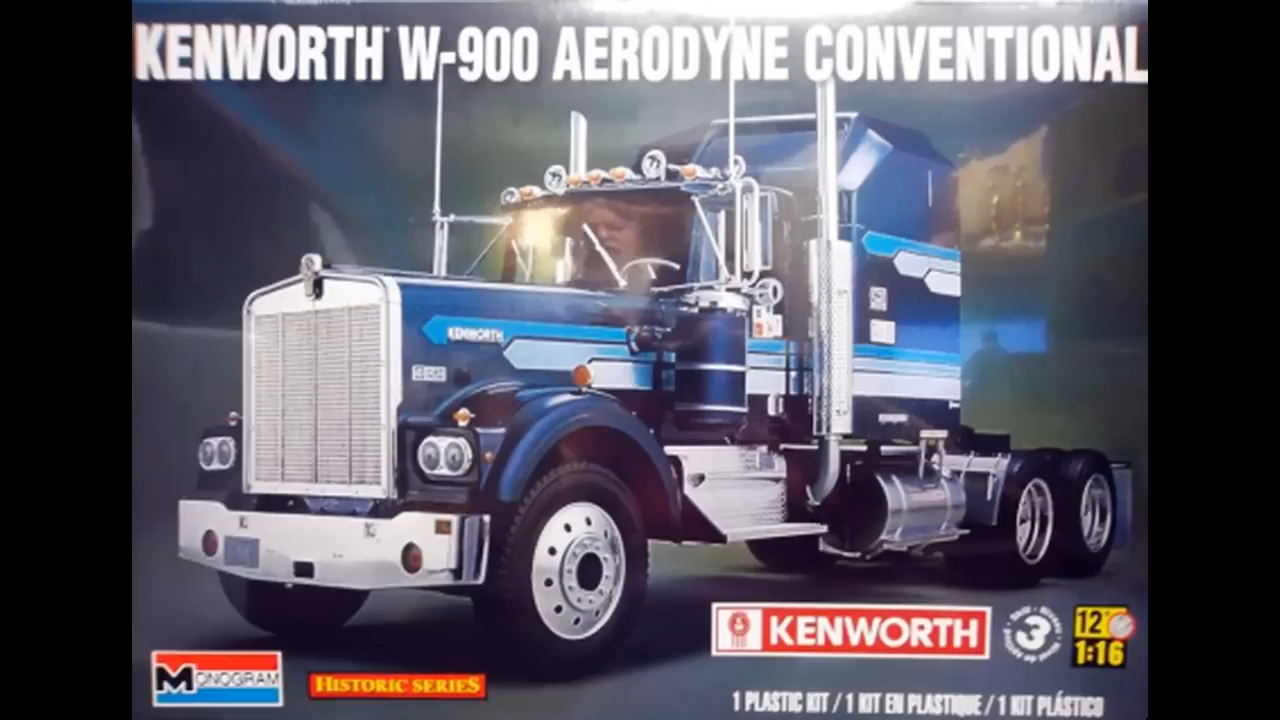 KENWORTH W-900 AERODYNE CONVENTIONAL
KENWORTH
KENWORTH
3
12+
1:16
MONOGRAM
HISTORIC SERIES
1 PLASTIC KIT / 1 KIT EN PLASTIQUE / 1 KIT PLÁSTICO